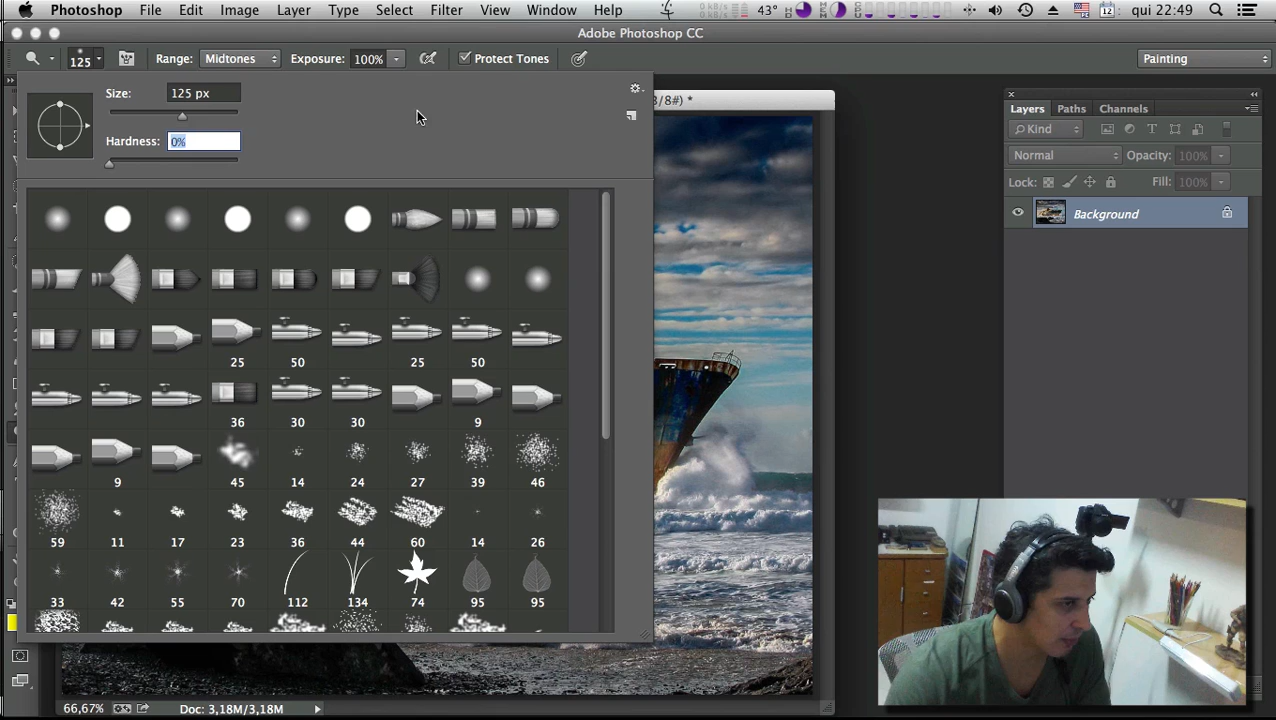 Photoshop File Edit Image Layer Type Select Filter View Window Help 43° 12 qui 22:49
Adobe Photoshop CC
125 Range: Midtones Exposure: 100% Protect Tones Painting
Size: 125 px
Hardness: 0%
3/8#) *
Layers Paths Channels
Kind
Normal Opacity: 100%
Lock: Fill: 100%
Background
25 50 25 50
36 30 30 9
9 45 14 24 27 39 46
59 11 17 23 36 44 60 14 26
33 42 55 70 112 134 74 95 95
66,67% Doc: 3,18M/3,18M